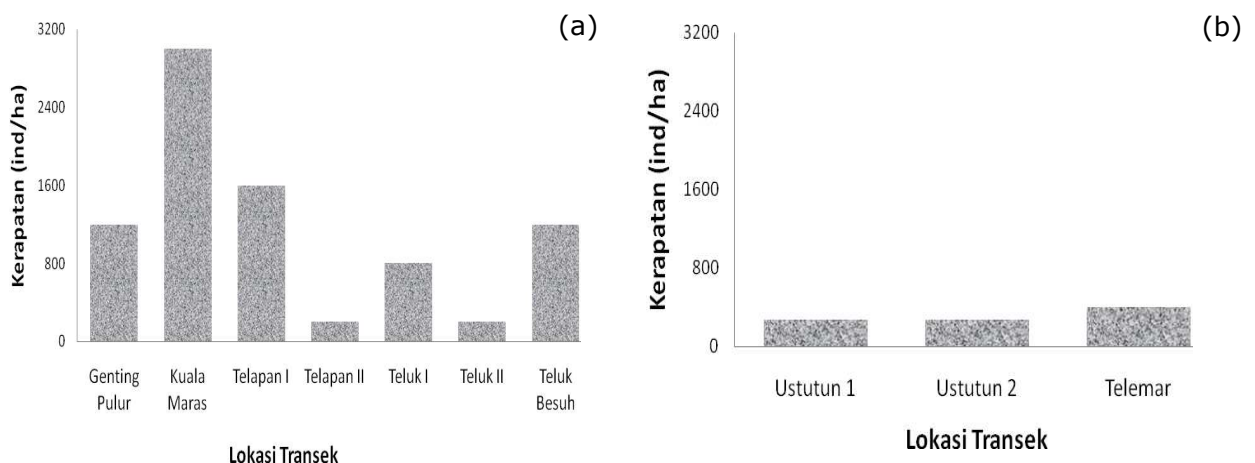 (a)
Kerapatan (ind/ha)
3200
2400
1600
800
0
Genting Pulur
Kuala Maras
Telapan I
Telapan II
Teluk I
Teluk II
Teluk Besuh
Lokasi Transek
(b)
Kerapatan (ind/ha)
3200
2400
1600
800
0
Ustutun 1
Ustutun 2
Telemar
Lokasi Transek